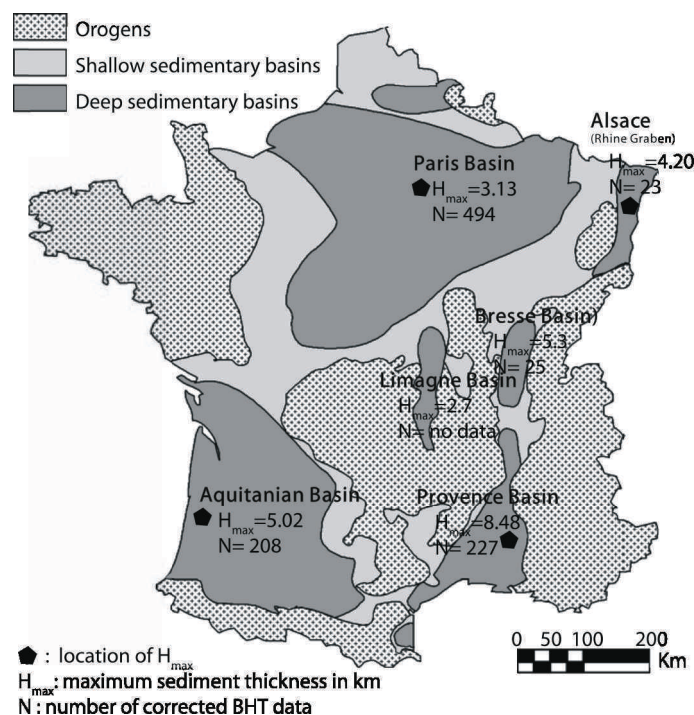 Orogens
Shallow sedimentary basins
Deep sedimentary basins
Alsace
(Rhine Graben)
Hmax=4.20
N= 23
Paris Basin
Hmax=3.13
N= 494
Bresse Basin)
Hmax=5.3
N= 25
Limagne Basin
Hmax=2.7
N= no data
Aquitanian Basin
Hmax=5.02
N= 208
Provence Basin
Hmax=8.48
N= 227
: location of Hmax
Hmax: maximum sediment thickness in km
N : number of corrected BHT data
0 50 100 200
Km